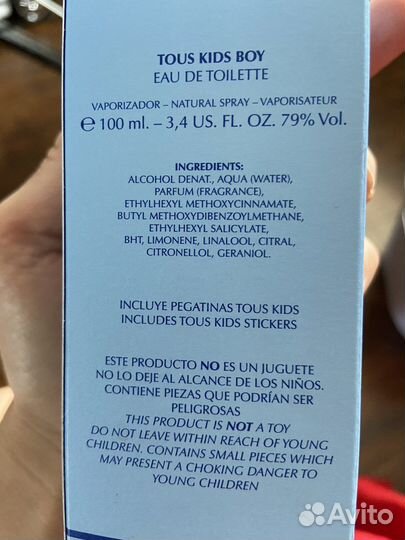 TOUS KIDS BOY
EAU DE TOILETTE
VAPORIZADOR – NATURAL SPRAY – VAPORISATEUR
℮ 100 ml. – 3,4 US. FL. OZ. 79% Vol.
INGREDIENTS:
ALCOHOL DENAT., AQUA (WATER),
PARFUM (FRAGRANCE),
ETHYLHEXYL METHOXYCINNAMATE,
BUTYL METHOXYDIBENZOYLMETHANE,
ETHYLHEXYL SALICYLATE,
BHT, LIMONENE, LINALOOL, CITRAL,
CITRONELLOL, GERANIOL.
INCLUYE PEGATINAS TOUS KIDS
INCLUDES TOUS KIDS STICKERS
ESTE PRODUCTO NO ES UN JUGUETE
NO LO DEJE AL ALCANCE DE LOS NIÑOS.
CONTIENE PIEZAS QUE PODRÍAN SER
PELIGROSAS
THIS PRODUCT IS NOT A TOY
DO NOT LEAVE WITHIN REACH OF YOUNG
CHILDREN. CONTAINS SMALL PIECES WHICH
MAY PRESENT A CHOKING DANGER TO
YOUNG CHILDREN
Avito